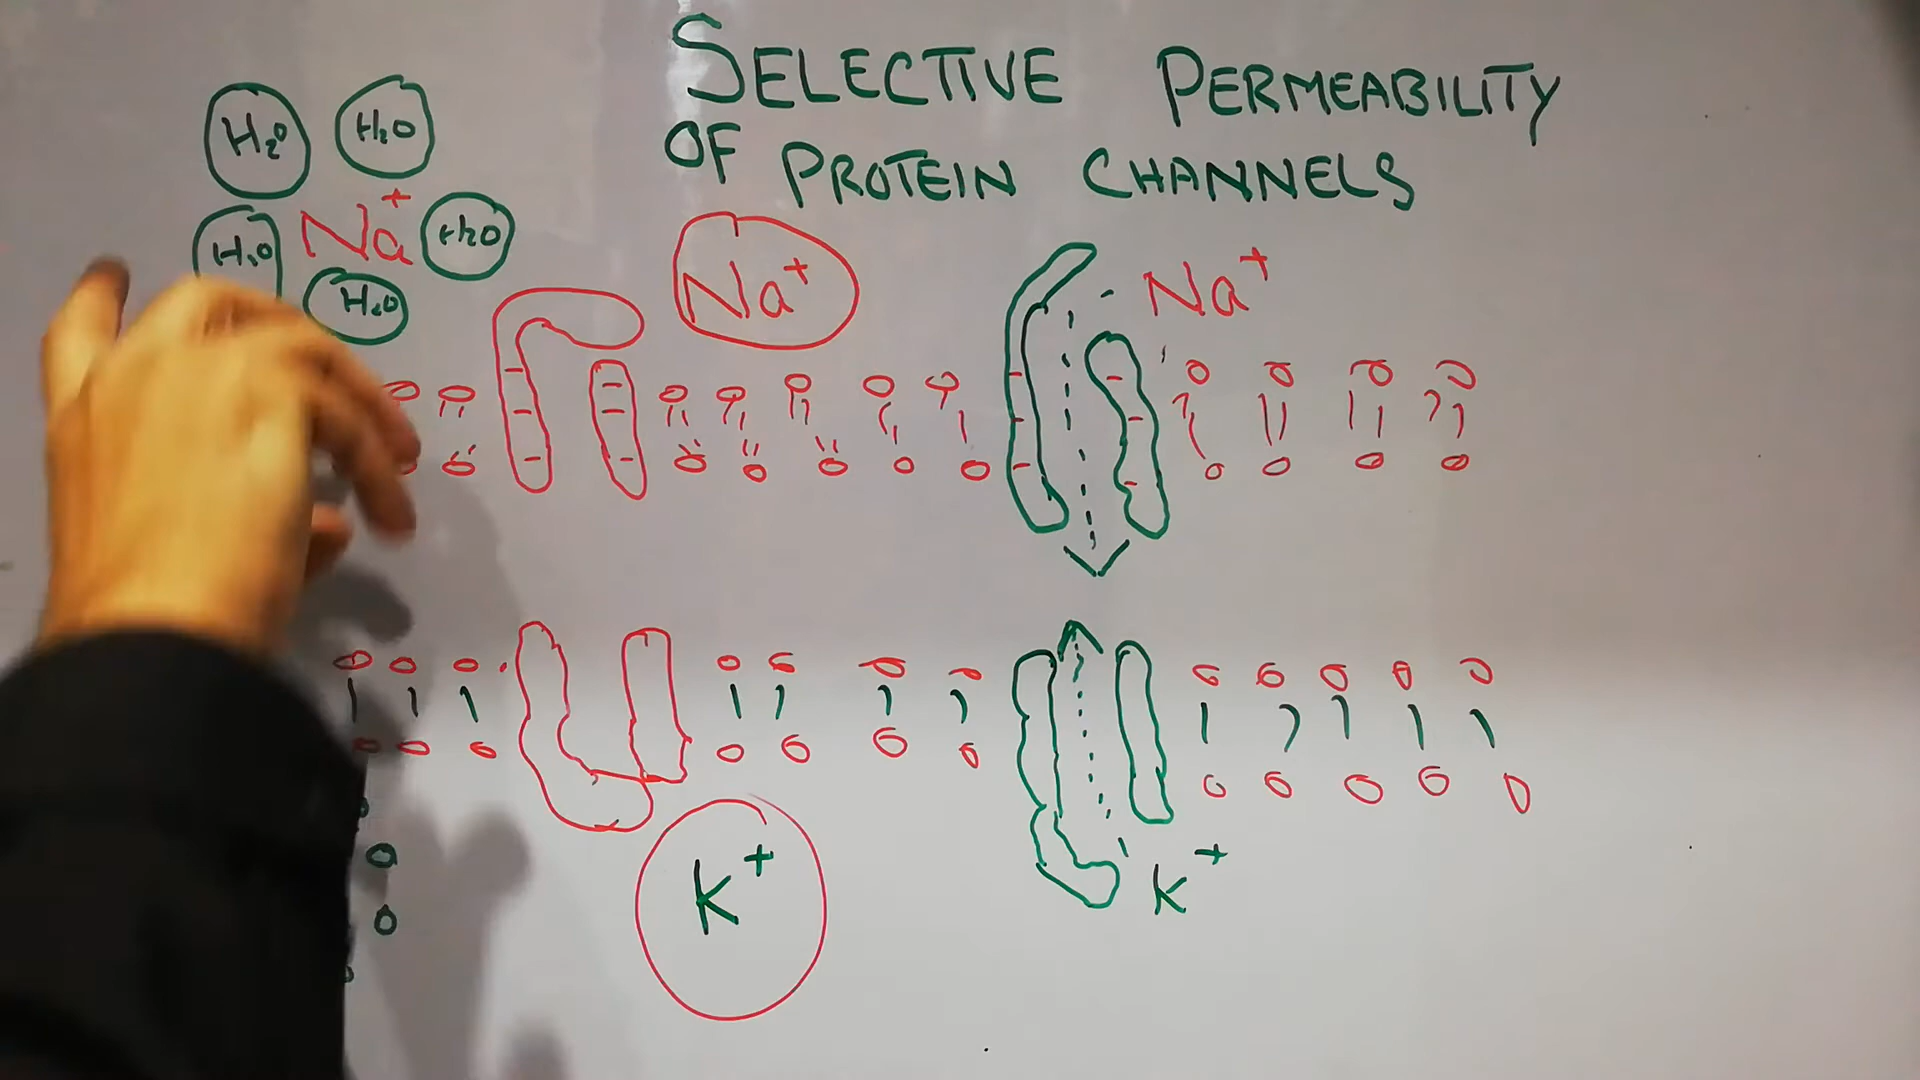 SELECTIVE PERMEABILITY
OF PROTEIN CHANNELS
H₂O
H₂O
H₂O
Na⁺
H2O
H₂O
Na⁺
Na⁺
K⁺
K⁺